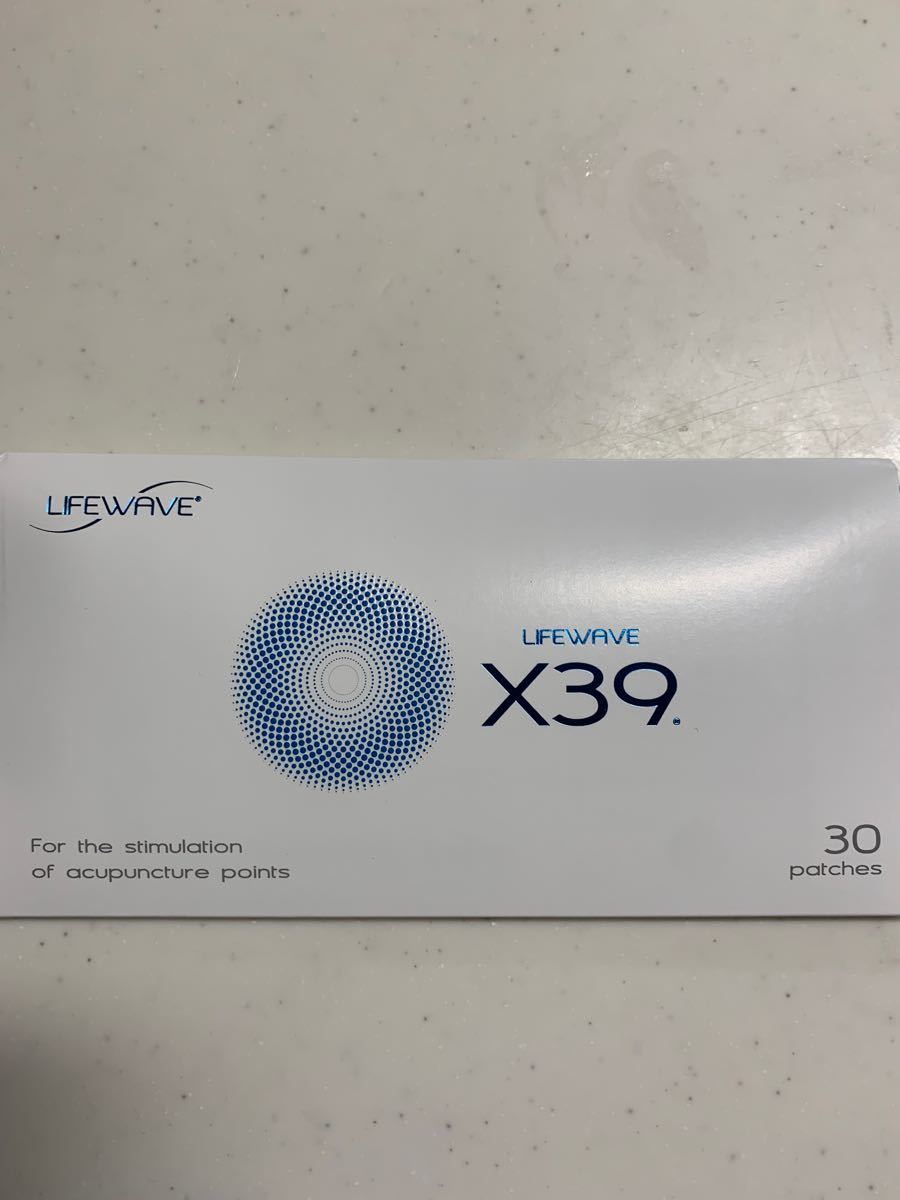 LIFEWAVE®
LIFEWAVE
X39®
For the stimulation
of acupuncture points
30
patches